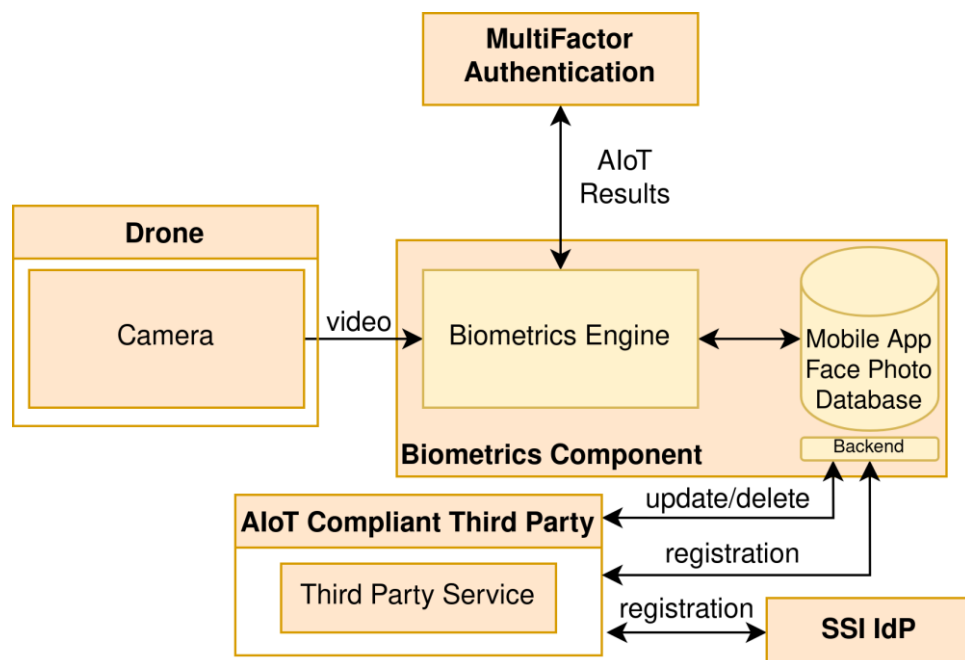 MultiFactor
Authentication
AIoT
Results
Drone
Camera
video
Biometrics Engine
Mobile App
Face Photo
Database
Backend
Biometrics Component
update/delete
AIoT Compliant Third Party
registration
Third Party Service
registration
SSI IdP